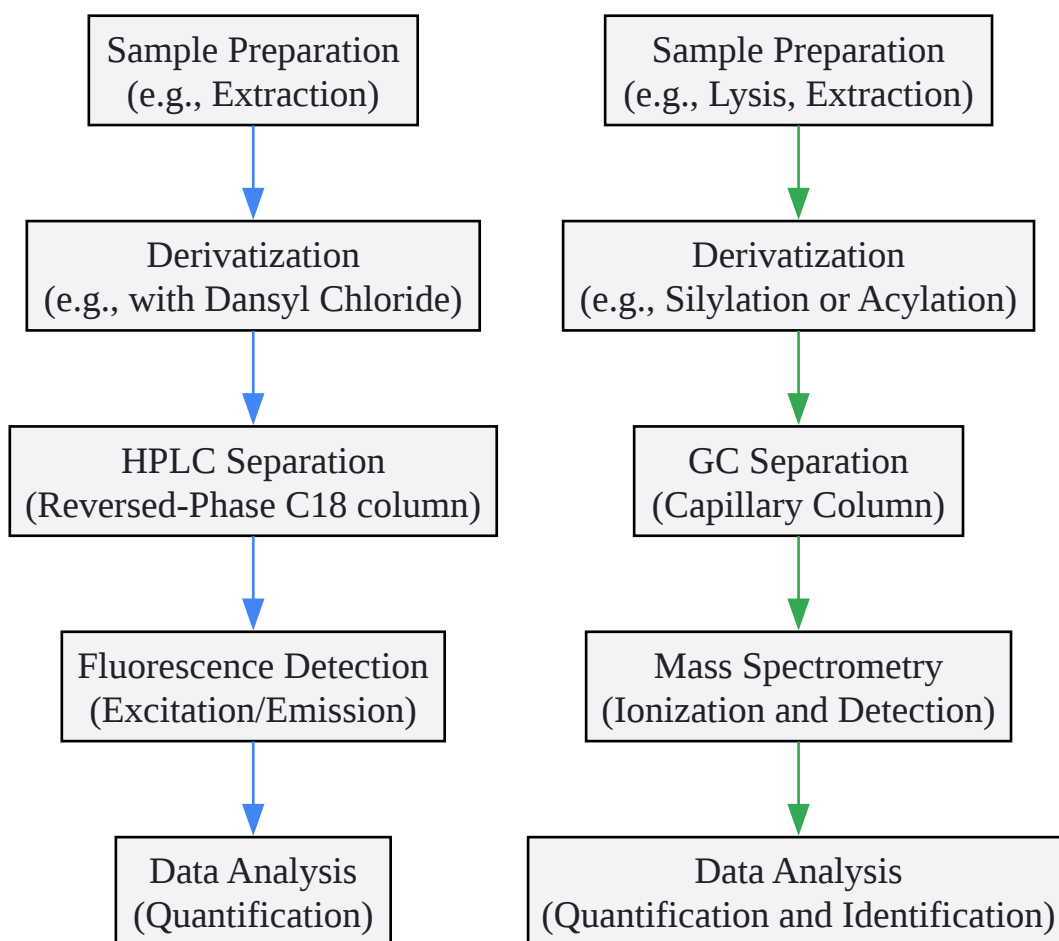 Sample Preparation
(e.g., Extraction)
Derivatization
(e.g., with Dansyl Chloride)
HPLC Separation
(Reversed-Phase C18 column)
Fluorescence Detection
(Excitation/Emission)
Data Analysis
(Quantification)
Sample Preparation
(e.g., Lysis, Extraction)
Derivatization
(e.g., Silylation or Acylation)
GC Separation
(Capillary Column)
Mass Spectrometry
(Ionization and Detection)
Data Analysis
(Quantification and Identification)